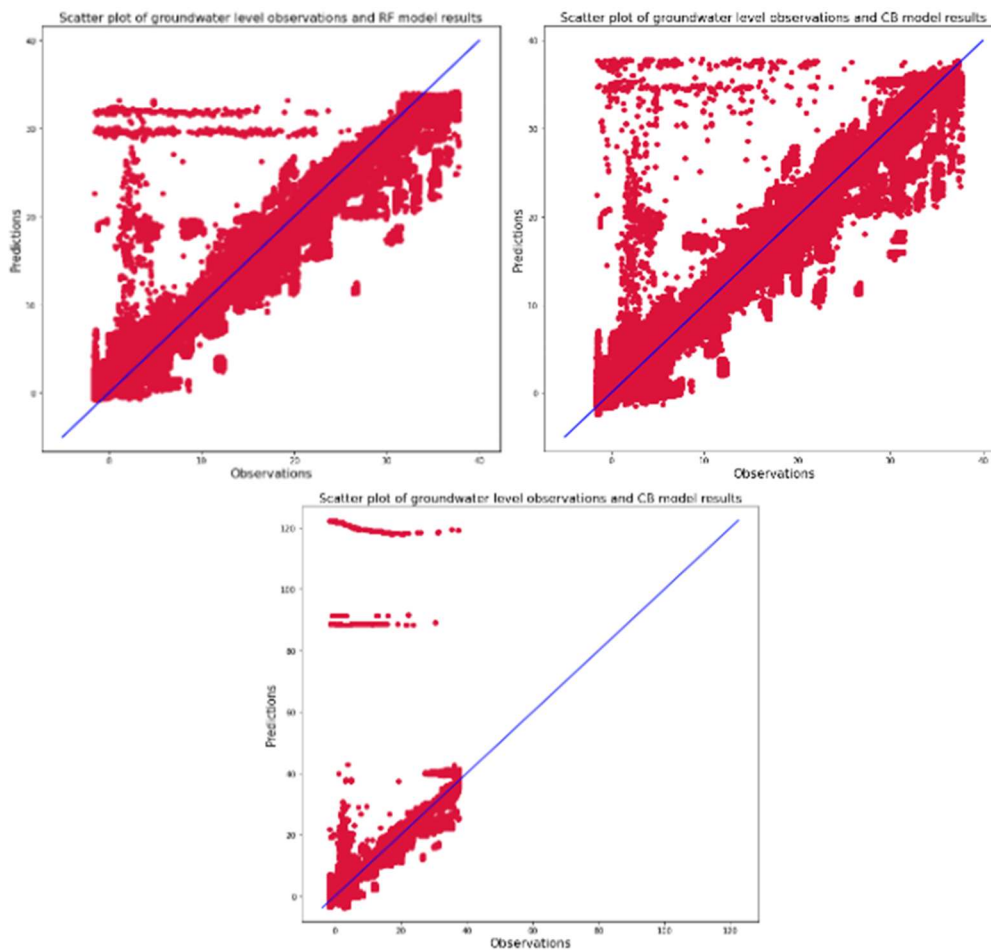 Scatter plot of groundwater level observations and RF model results
40
30
20
10
0
Predictions
0 10 20 30 40
Observations
Scatter plot of groundwater level observations and CB model results
40
30
20
10
0
Predictions
0 10 20 30 40
Observations
Scatter plot of groundwater level observations and CB model results
120
100
80
60
40
20
0
Predictions
0 20 40 60 80 100 120
Observations